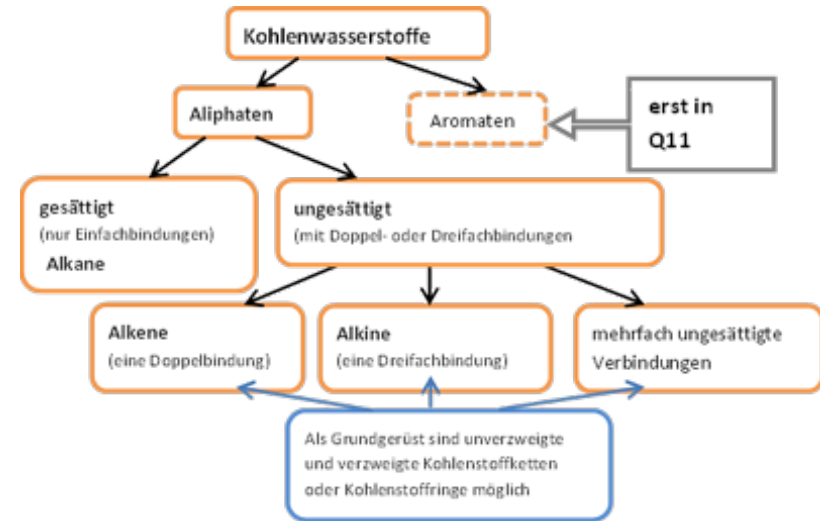 Kohlenwasserstoffe
Aliphaten
Aromaten
erst in
Q11
gesättigt
(nur Einfachbindungen)
Alkane
ungesättigt
(mit Doppel- oder Dreifachbindungen
Alkene
(eine Doppelbindung)
Alkine
(eine Dreifachbindung)
mehrfach ungesättigte
Verbindungen
Als Grundgerüst sind unverzweigte
und verzweigte Kohlenstoffketten
oder Kohlenstoffringe möglich